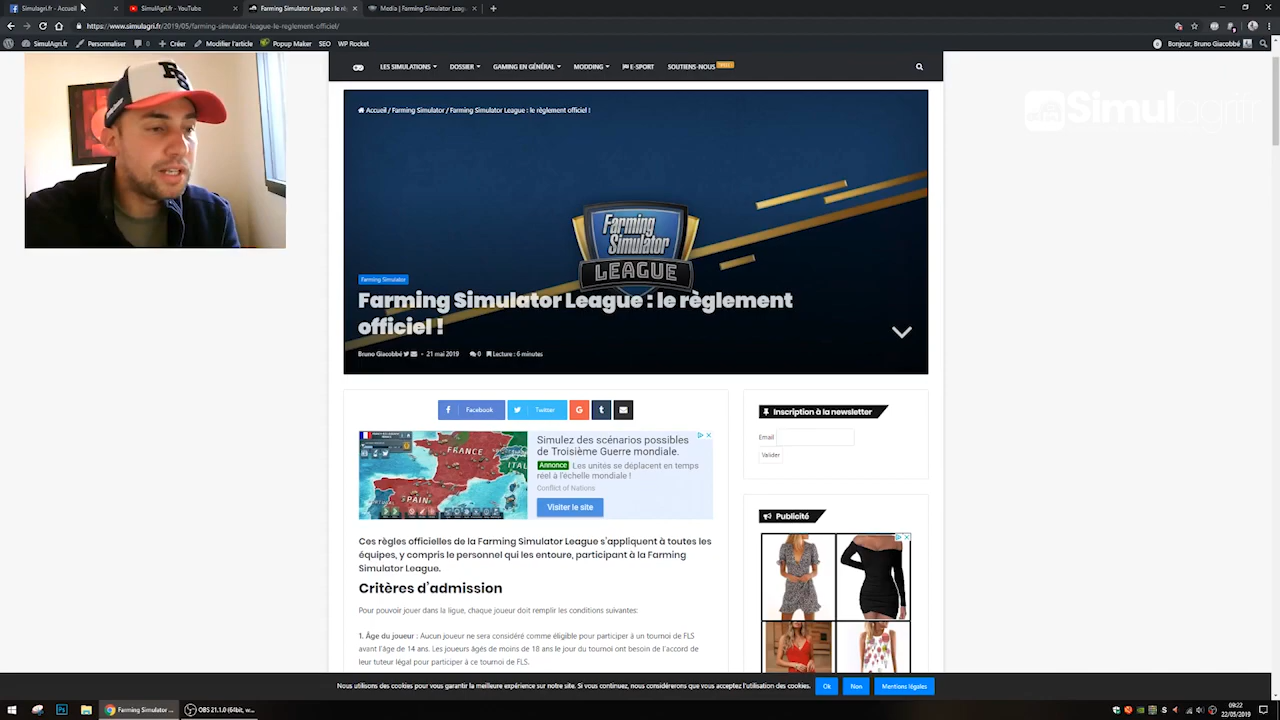 Simulagri.fr - Accueil
SimulAgri.fr - YouTube
Farming Simulator League : le rè
Media | Farming Simulator Leag
https://www.simulagri.fr/2019/05/farming-simulator-league-le-reglement-officiel/
SimulAgri.fr
Personnaliser
0
Créer
Modifier l'article
Popup Maker
SEO
WP Rocket
0
Bonjour, Bruno Giacobbé
LES SIMULATIONS
DOSSIER
GAMING EN GÉNÉRAL
MODDING
E-SPORT
SOUTIENS-NOUS
Simulagri.fr
Accueil / Farming Simulator / Farming Simulator League : le règlement officiel !
Farming
Simulator
LEAGUE
Farming Simulator
Farming Simulator League : le règlement
officiel !
Bruno Giacobbé
21 mai 2019
0
Lecture : 6 minutes
Facebook
Twitter
G
t
Inscription à la newsletter
Email
Valider
FRANCE
ITAL
SPAIN
Simulez des scénarios possibles
de Troisième Guerre mondiale.
Annonce Les unités se déplacent en temps
réel à l'échelle mondiale !
Conflict of Nations
Visiter le site
Publicité
Ces règles officielles de la Farming Simulator League s'appliquent à toutes les
équipes, y compris le personnel qui les entoure, participant à la Farming
Simulator League.
Critères d'admission
Pour pouvoir jouer dans la ligue, chaque joueur doit remplir les conditions suivantes:
1. Âge du joueur : Aucun joueur ne sera considéré comme éligible pour participer à un tournoi de FLS
avant l'âge de 14 ans. Les joueurs âgés de moins de 18 ans le jour du tournoi ont besoin de l'accord de
leur tuteur légal pour participer à ce tournoi de FLS.
Nous utilisons des cookies pour vous garantir la meilleure expérience sur notre site. Si vous continuez, nous considérerons que vous acceptez l'utilisation des cookies.
Ok
Non
Mentions légales
Farming Simulator ...
OBS 21.1.0 (64bit, w...
09:22
22/05/2019